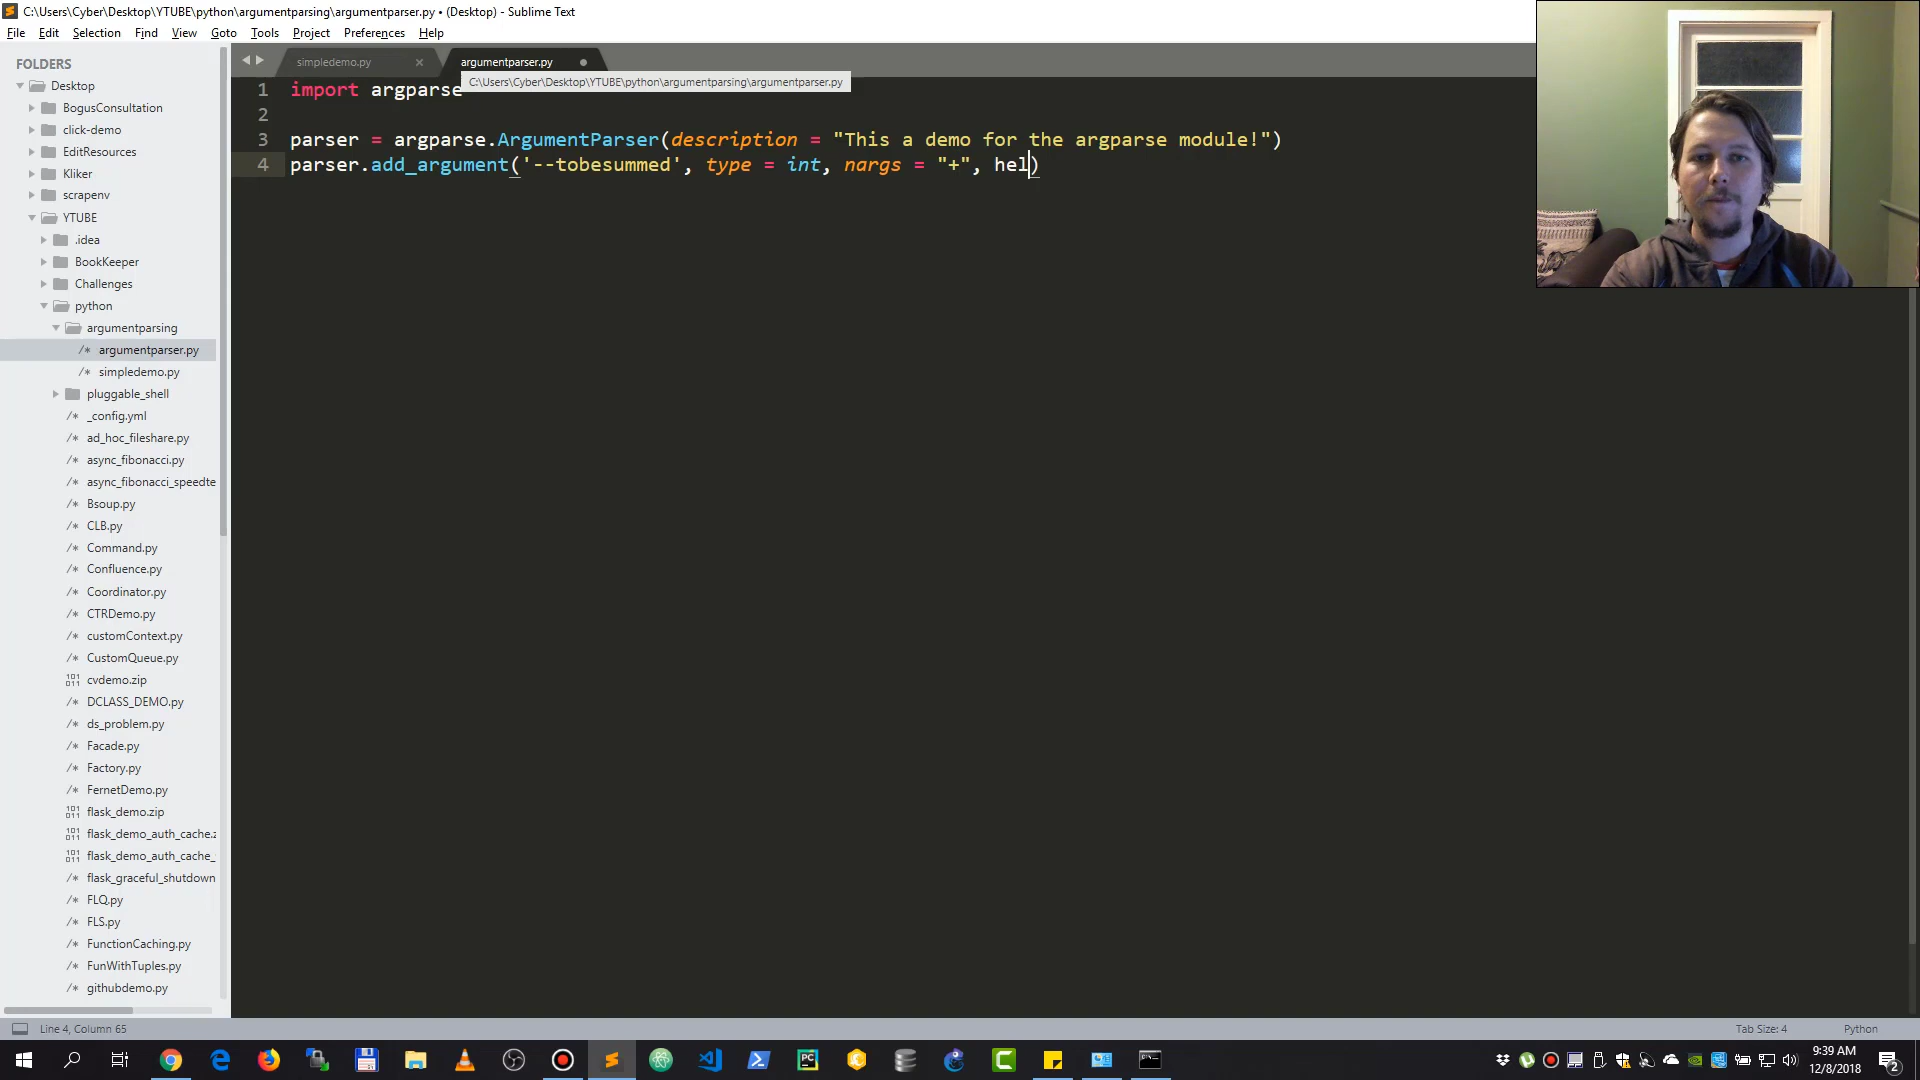 C:\Users\Cyber\Desktop\YTUBE\python\argumentparsing\argumentparser.py • (Desktop) - Sublime Text
File Edit Selection Find View Goto Tools Project Preferences Help
FOLDERS
Desktop
BogusConsultation
click-demo
EditResources
Kliker
scrapenv
YTUBE
.idea
BookKeeper
Challenges
python
argumentparsing
/* argumentparser.py
/* simpledemo.py
pluggable_shell
/* _config.yml
/* ad_hoc_fileshare.py
/* async_fibonacci.py
/* async_fibonacci_speedte
/* Bsoup.py
/* CLB.py
/* Command.py
/* Confluence.py
/* Coordinator.py
/* CTRDemo.py
/* customContext.py
/* CustomQueue.py
cvdemo.zip
/* DCLASS_DEMO.py
/* ds_problem.py
/* Facade.py
/* Factory.py
/* FernetDemo.py
flask_demo.zip
flask_demo_auth_cache.z
flask_demo_auth_cache_
/* flask_graceful_shutdown
/* FLQ.py
/* FLS.py
/* FunctionCaching.py
/* FunWithTuples.py
/* githubdemo.py
simpledemo.py × argumentparser.py •
C:\Users\Cyber\Desktop\YTUBE\python\argumentparsing\argumentparser.py
1 import argparse
2
3 parser = argparse.ArgumentParser(description = "This a demo for the argparse module!")
4 parser.add_argument('--tobesummed', type = int, nargs = "+", hel)
Line 4, Column 65
Tab Size: 4 Python
9:39 AM
12/8/2018
2